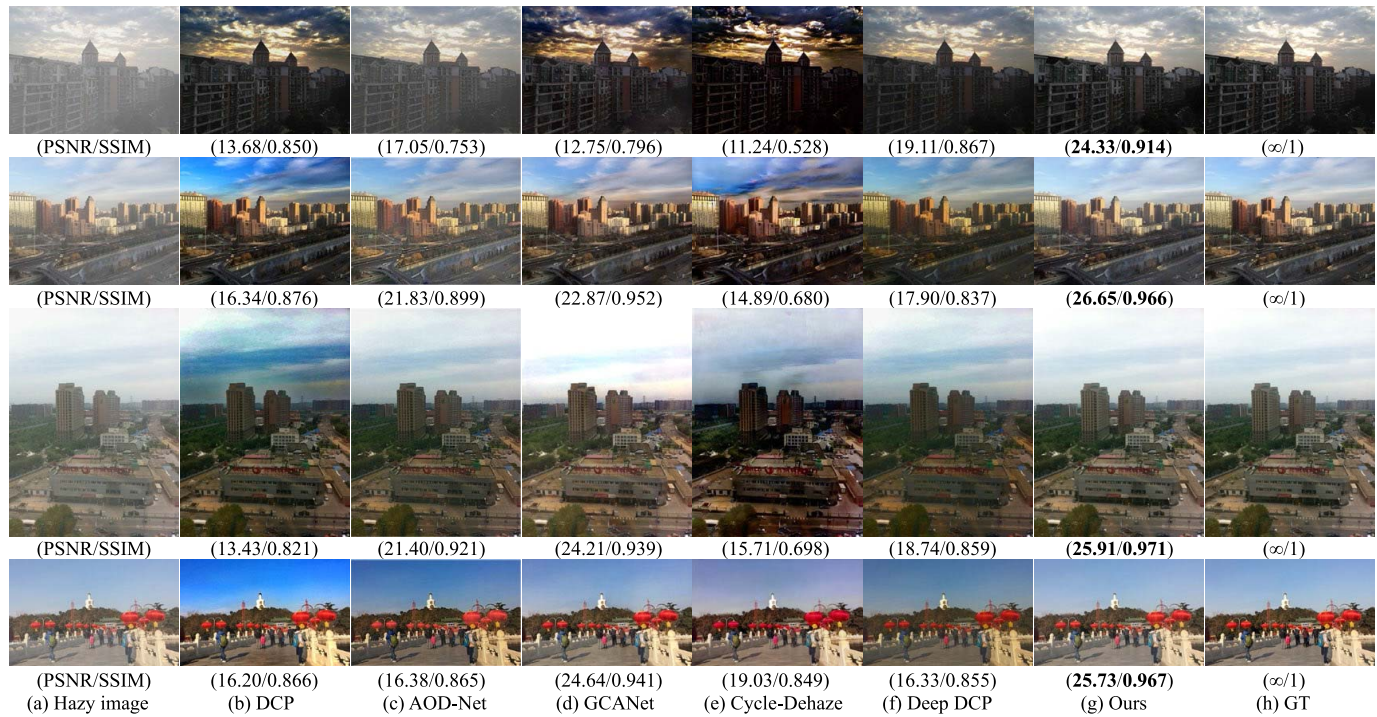 (PSNR/SSIM) (13.68/0.850) (17.05/0.753) (12.75/0.796) (11.24/0.528) (19.11/0.867) (24.33/0.914) (∞/1)
(PSNR/SSIM) (16.34/0.876) (21.83/0.899) (22.87/0.952) (14.89/0.680) (17.90/0.837) (26.65/0.966) (∞/1)
(PSNR/SSIM) (13.43/0.821) (21.40/0.921) (24.21/0.939) (15.71/0.698) (18.74/0.859) (25.91/0.971) (∞/1)
(PSNR/SSIM) (16.20/0.866) (16.38/0.865) (24.64/0.941) (19.03/0.849) (16.33/0.855) (25.73/0.967) (∞/1)
(a) Hazy image (b) DCP (c) AOD-Net (d) GCANet (e) Cycle-Dehaze (f) Deep DCP (g) Ours (h) GT